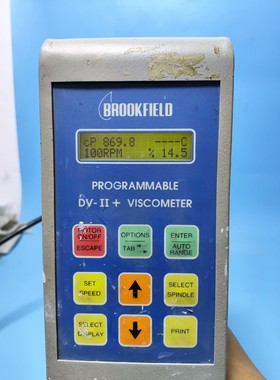 BROOKFIELD
cP 869.8 ----C
100RPM % 14.5
PROGRAMMABLE
DV-II+ VISCOMETER
MOTOR
ON/OFF
ESCAPE
OPTIONS
TAB
ENTER
AUTO
RANGE
SET
SPEED
SELECT
SPINDLE
SELECT
DISPLAY
PRINT